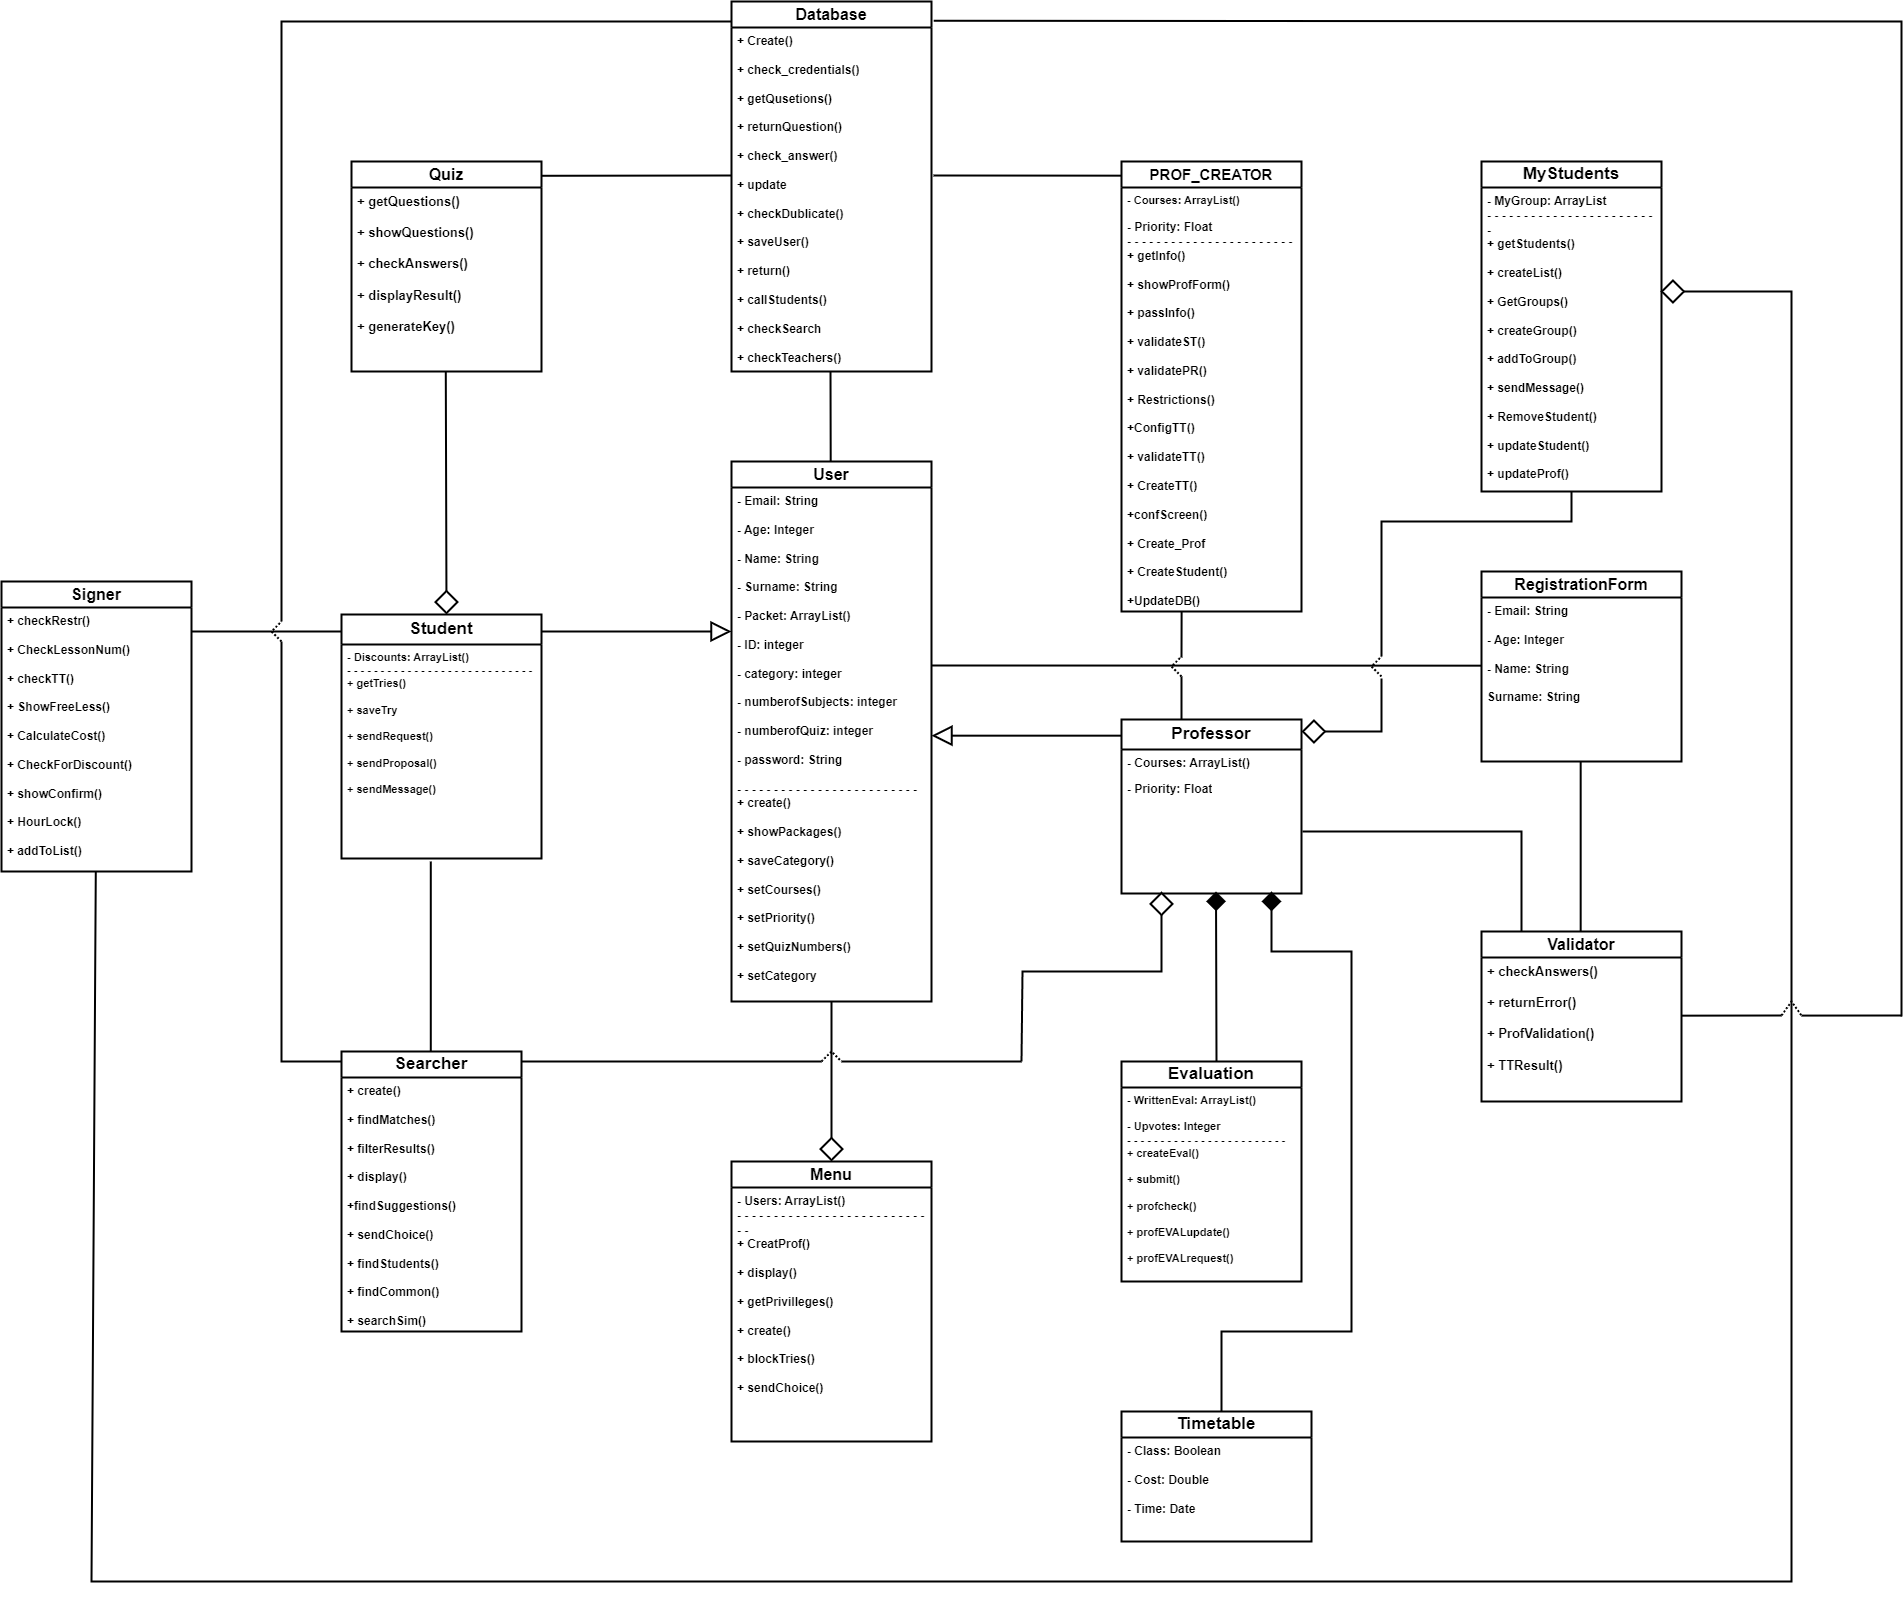 Database
+ Create()
+ check_credentials()
+ getQusetions()
+ returnQuestion()
+ check_answer()
+ update
+ checkDublicate()
+ saveUser()
+ return()
+ callStudents()
+ checkSearch
+ checkTeachers()
Quiz
+ getQuestions()
+ showQuestions()
+ checkAnswers()
+ displayResult()
+ generateKey()
PROF_CREATOR
- Courses: ArrayList()
- Priority: Float
- - - - - - - - - - - - - - - - - - - - - - -
+ getInfo()
+ showProfForm()
+ passInfo()
+ validateST()
+ validatePR()
+ Restrictions()
+ConfigTT()
+ validateTT()
+ CreateTT()
+confScreen()
+ Create_Prof
+ CreateStudent()
+UpdateDB()
MyStudents
- MyGroup: ArrayList
- - - - - - - - - - - - - - - - - - - - - - -
-
+ getStudents()
+ createList()
+ GetGroups()
+ createGroup()
+ addToGroup()
+ sendMessage()
+ RemoveStudent()
+ updateStudent()
+ updateProf()
Signer
+ checkRestr()
+ CheckLessonNum()
+ checkTT()
+ ShowFreeLess()
+ CalculateCost()
+ CheckForDiscount()
+ showConfirm()
+ HourLock()
+ addToList()
Student
- Discounts: ArrayList()
- - - - - - - - - - - - - - - - - - - - - - - - - -
+ getTries()
+ saveTry
+ sendRequest()
+ sendProposal()
+ sendMessage()
User
- Email: String
- Age: Integer
- Name: String
- Surname: String
- Packet: ArrayList()
- ID: integer
- category: integer
- numberofSubjects: integer
- numberofQuiz: integer
- password: String
- - - - - - - - - - - - - - - - - - - - - - - - -
+ create()
+ showPackages()
+ saveCategory()
+ setCourses()
+ setPriority()
+ setQuizNumbers()
+ setCategory
RegistrationForm
- Email: String
- Age: Integer
- Name: String
Surname: String
Professor
- Courses: ArrayList()
- Priority: Float
Validator
+ checkAnswers()
+ returnError()
+ ProfValidation()
+ TTResult()
Searcher
+ create()
+ findMatches()
+ filterResults()
+ display()
+findSuggestions()
+ sendChoice()
+ findStudents()
+ findCommon()
+ searchSim()
Menu
- Users: ArrayList()
- - - - - - - - - - - - - - - - - - - - - - - - - -
- -
+ CreatProf()
+ display()
+ getPrivilleges()
+ create()
+ blockTries()
+ sendChoice()
Evaluation
- WrittenEval: ArrayList()
- Upvotes: Integer
- - - - - - - - - - - - - - - - - - - - - - - -
+ createEval()
+ submit()
+ profcheck()
+ profEVALupdate()
+ profEVALrequest()
Timetable
- Class: Boolean
- Cost: Double
- Time: Date